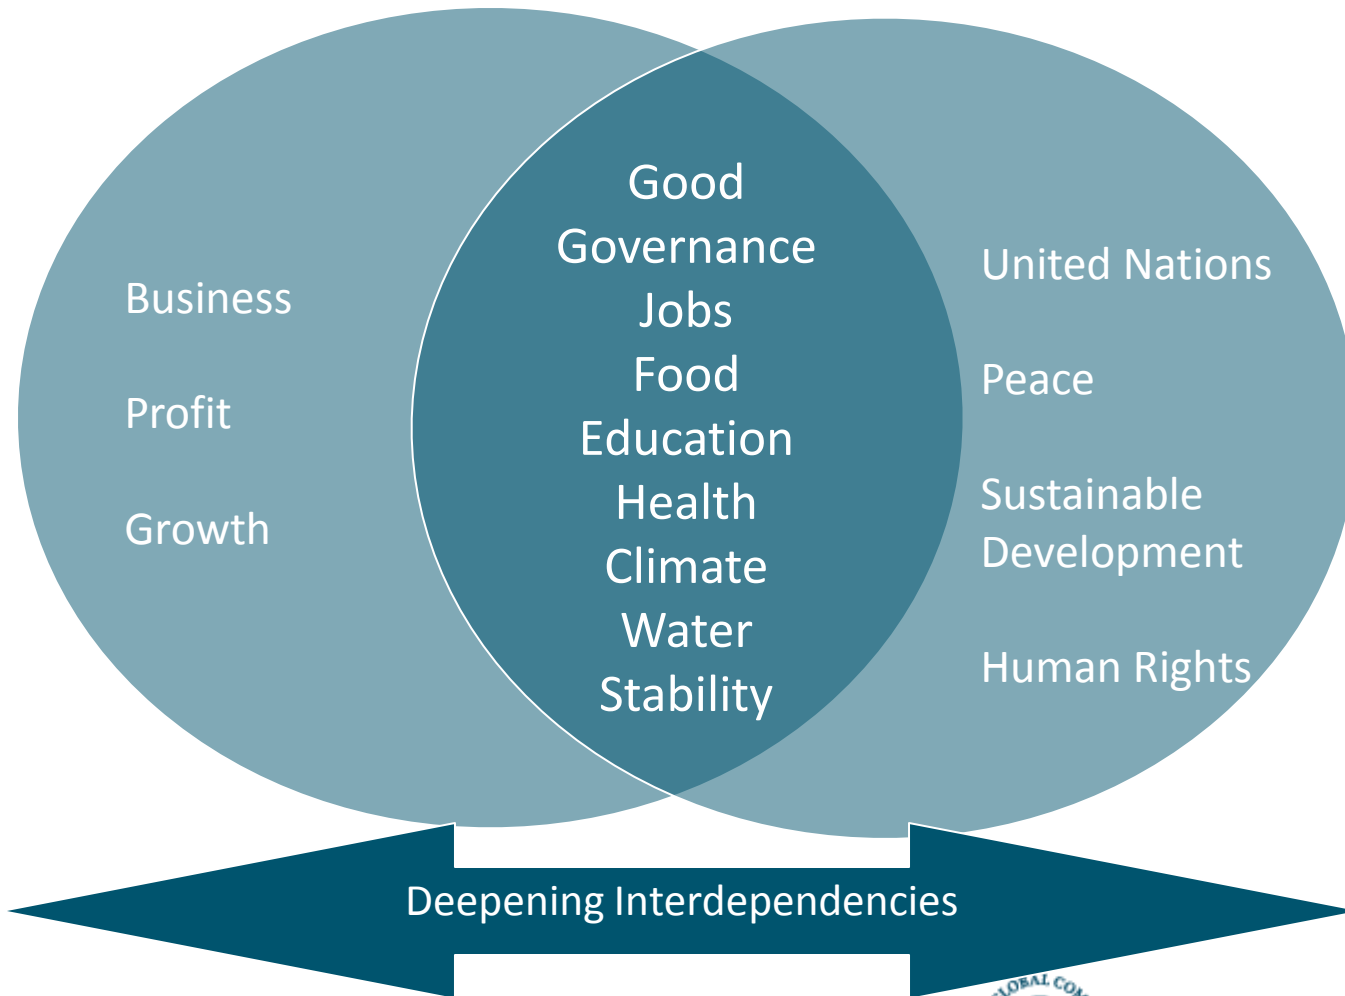 Business
Profit
Growth
Good
Governance
Jobs
Food
Education
Health
Climate
Water
Stability
United Nations
Peace
Sustainable
Development
Human Rights
Deepening Interdependencies
GLOBAL